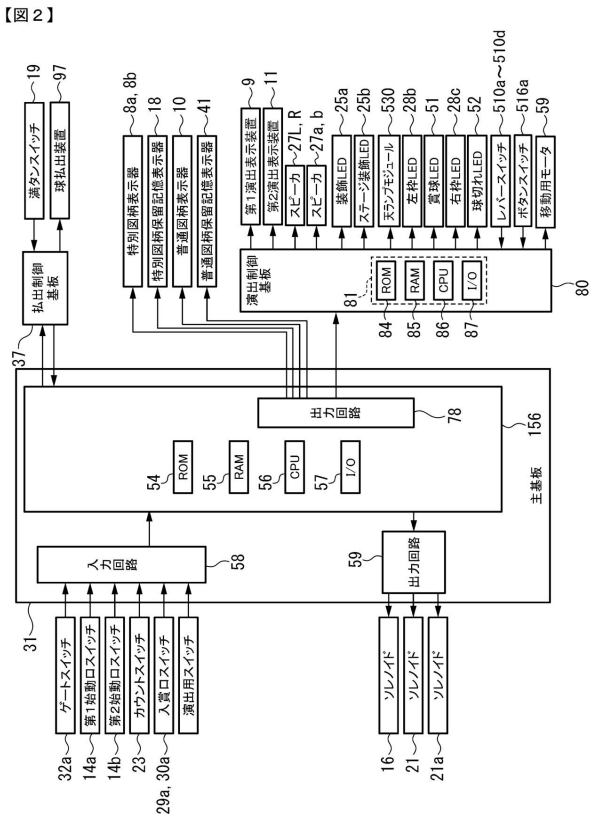 【図2】
満タンスイッチ
19
球払出装置
97
払出制御
基板
37
特別図柄表示器
8a, 8b
特別図柄保留記憶表示器
18
普通図柄表示器
10
普通図柄保留記憶表示器
41
第1演出表示装置
9
第2演出表示装置
11
スピーカ
27L, R
スピーカ
27a, b
装飾LED
25a
ステージ装飾LED
25b
天ランプモジュール
530
左枠LED
28b
賞球LED
51
右枠LED
28c
球切れLED
52
レバースイッチ
510a~510d
ボタンスイッチ
516a
移動用モータ
59
演出制御
基板
81
ROM
84
RAM
85
CPU
86
I/O
87
80
出力回路
78
ROM
54
RAM
55
CPU
56
I/O
57
156
主基板
入力回路
58
出力回路
59
31
ゲートスイッチ
32a
第1始動口スイッチ
14a
第2始動口スイッチ
14b
カウントスイッチ
23
入賞口スイッチ
29a, 30a
演出用スイッチ
ソレノイド
16
ソレノイド
21
ソレノイド
21a